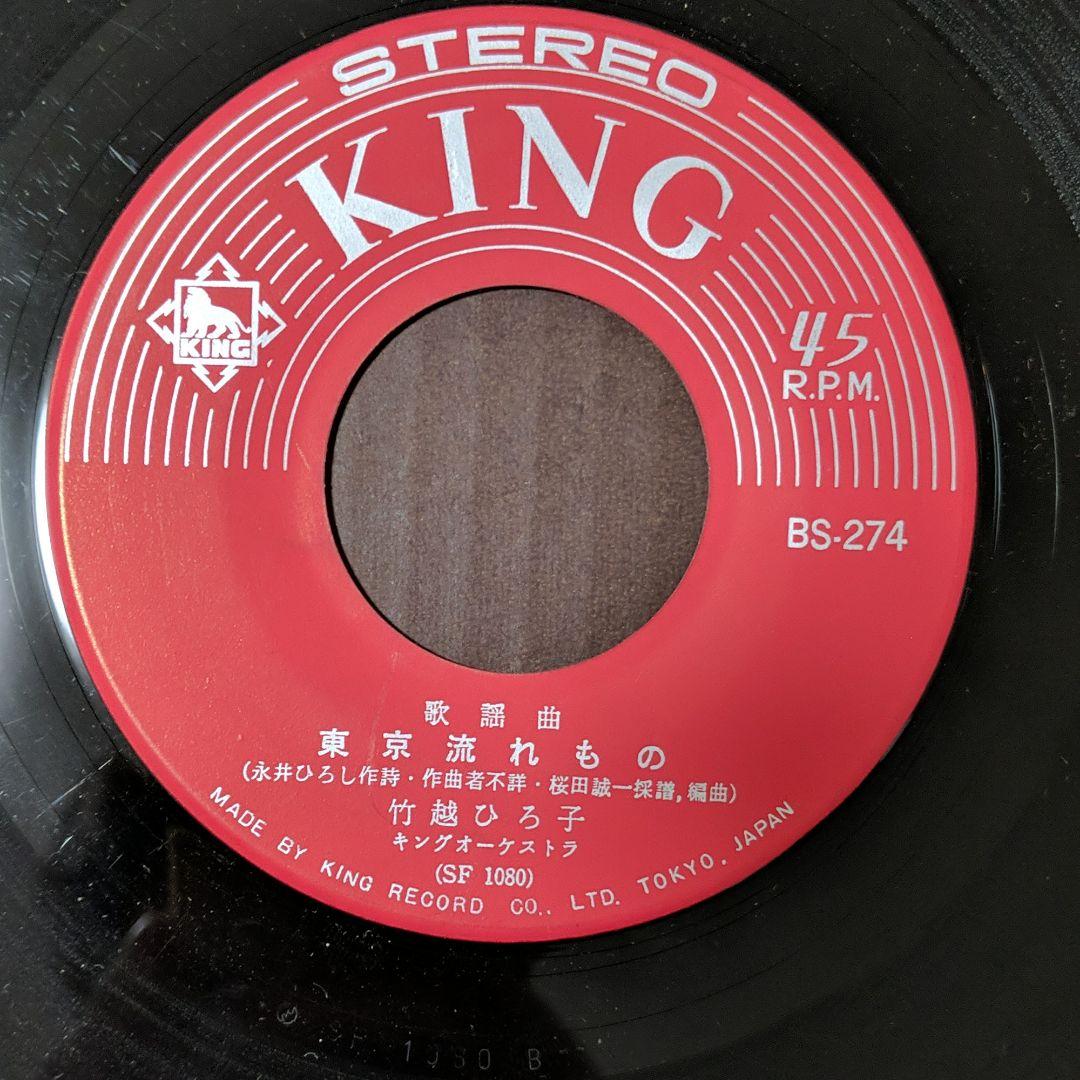 STEREO
KING
KING
45
R.P.M.
BS-274
歌謡曲
東京流れもの
(永井ひろし作詩・作曲者不詳・桜田誠一採譜,編曲)
竹越ひろ子
キングオーケストラ
(SF 1080)
MADE BY KING RECORD CO., LTD. TOKYO, JAPAN
SF 1080 B